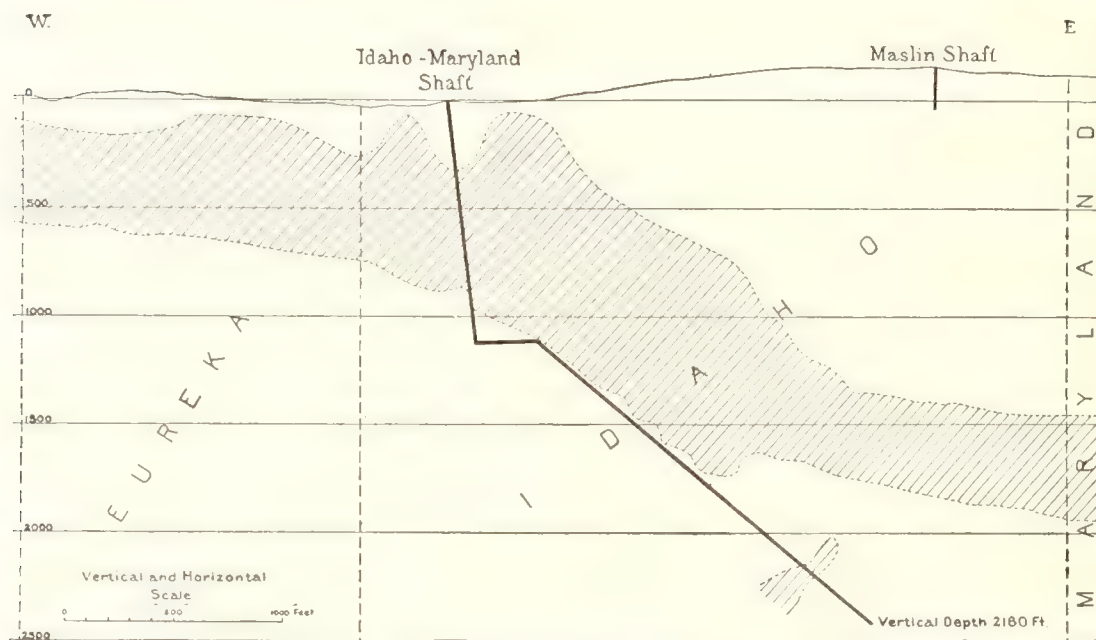 W.
E
Idaho - Maryland
Shaft
Maslin Shaft
0
500
1000
1500
2000
2500
EUREKA
IDAHO
MARYLAND
Vertical and Horizontal
Scale
0 500 1000 Feet
Vertical Depth 2180 Ft.